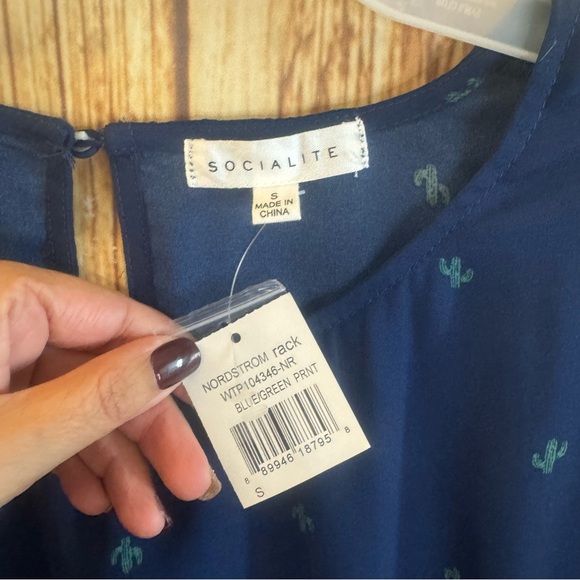 SOCIALITE
S
MADE IN
CHINA
NORDSTROM rack
WTP104346-NR
BLUE/GREEN PRNT
8 89946 18795 8
S